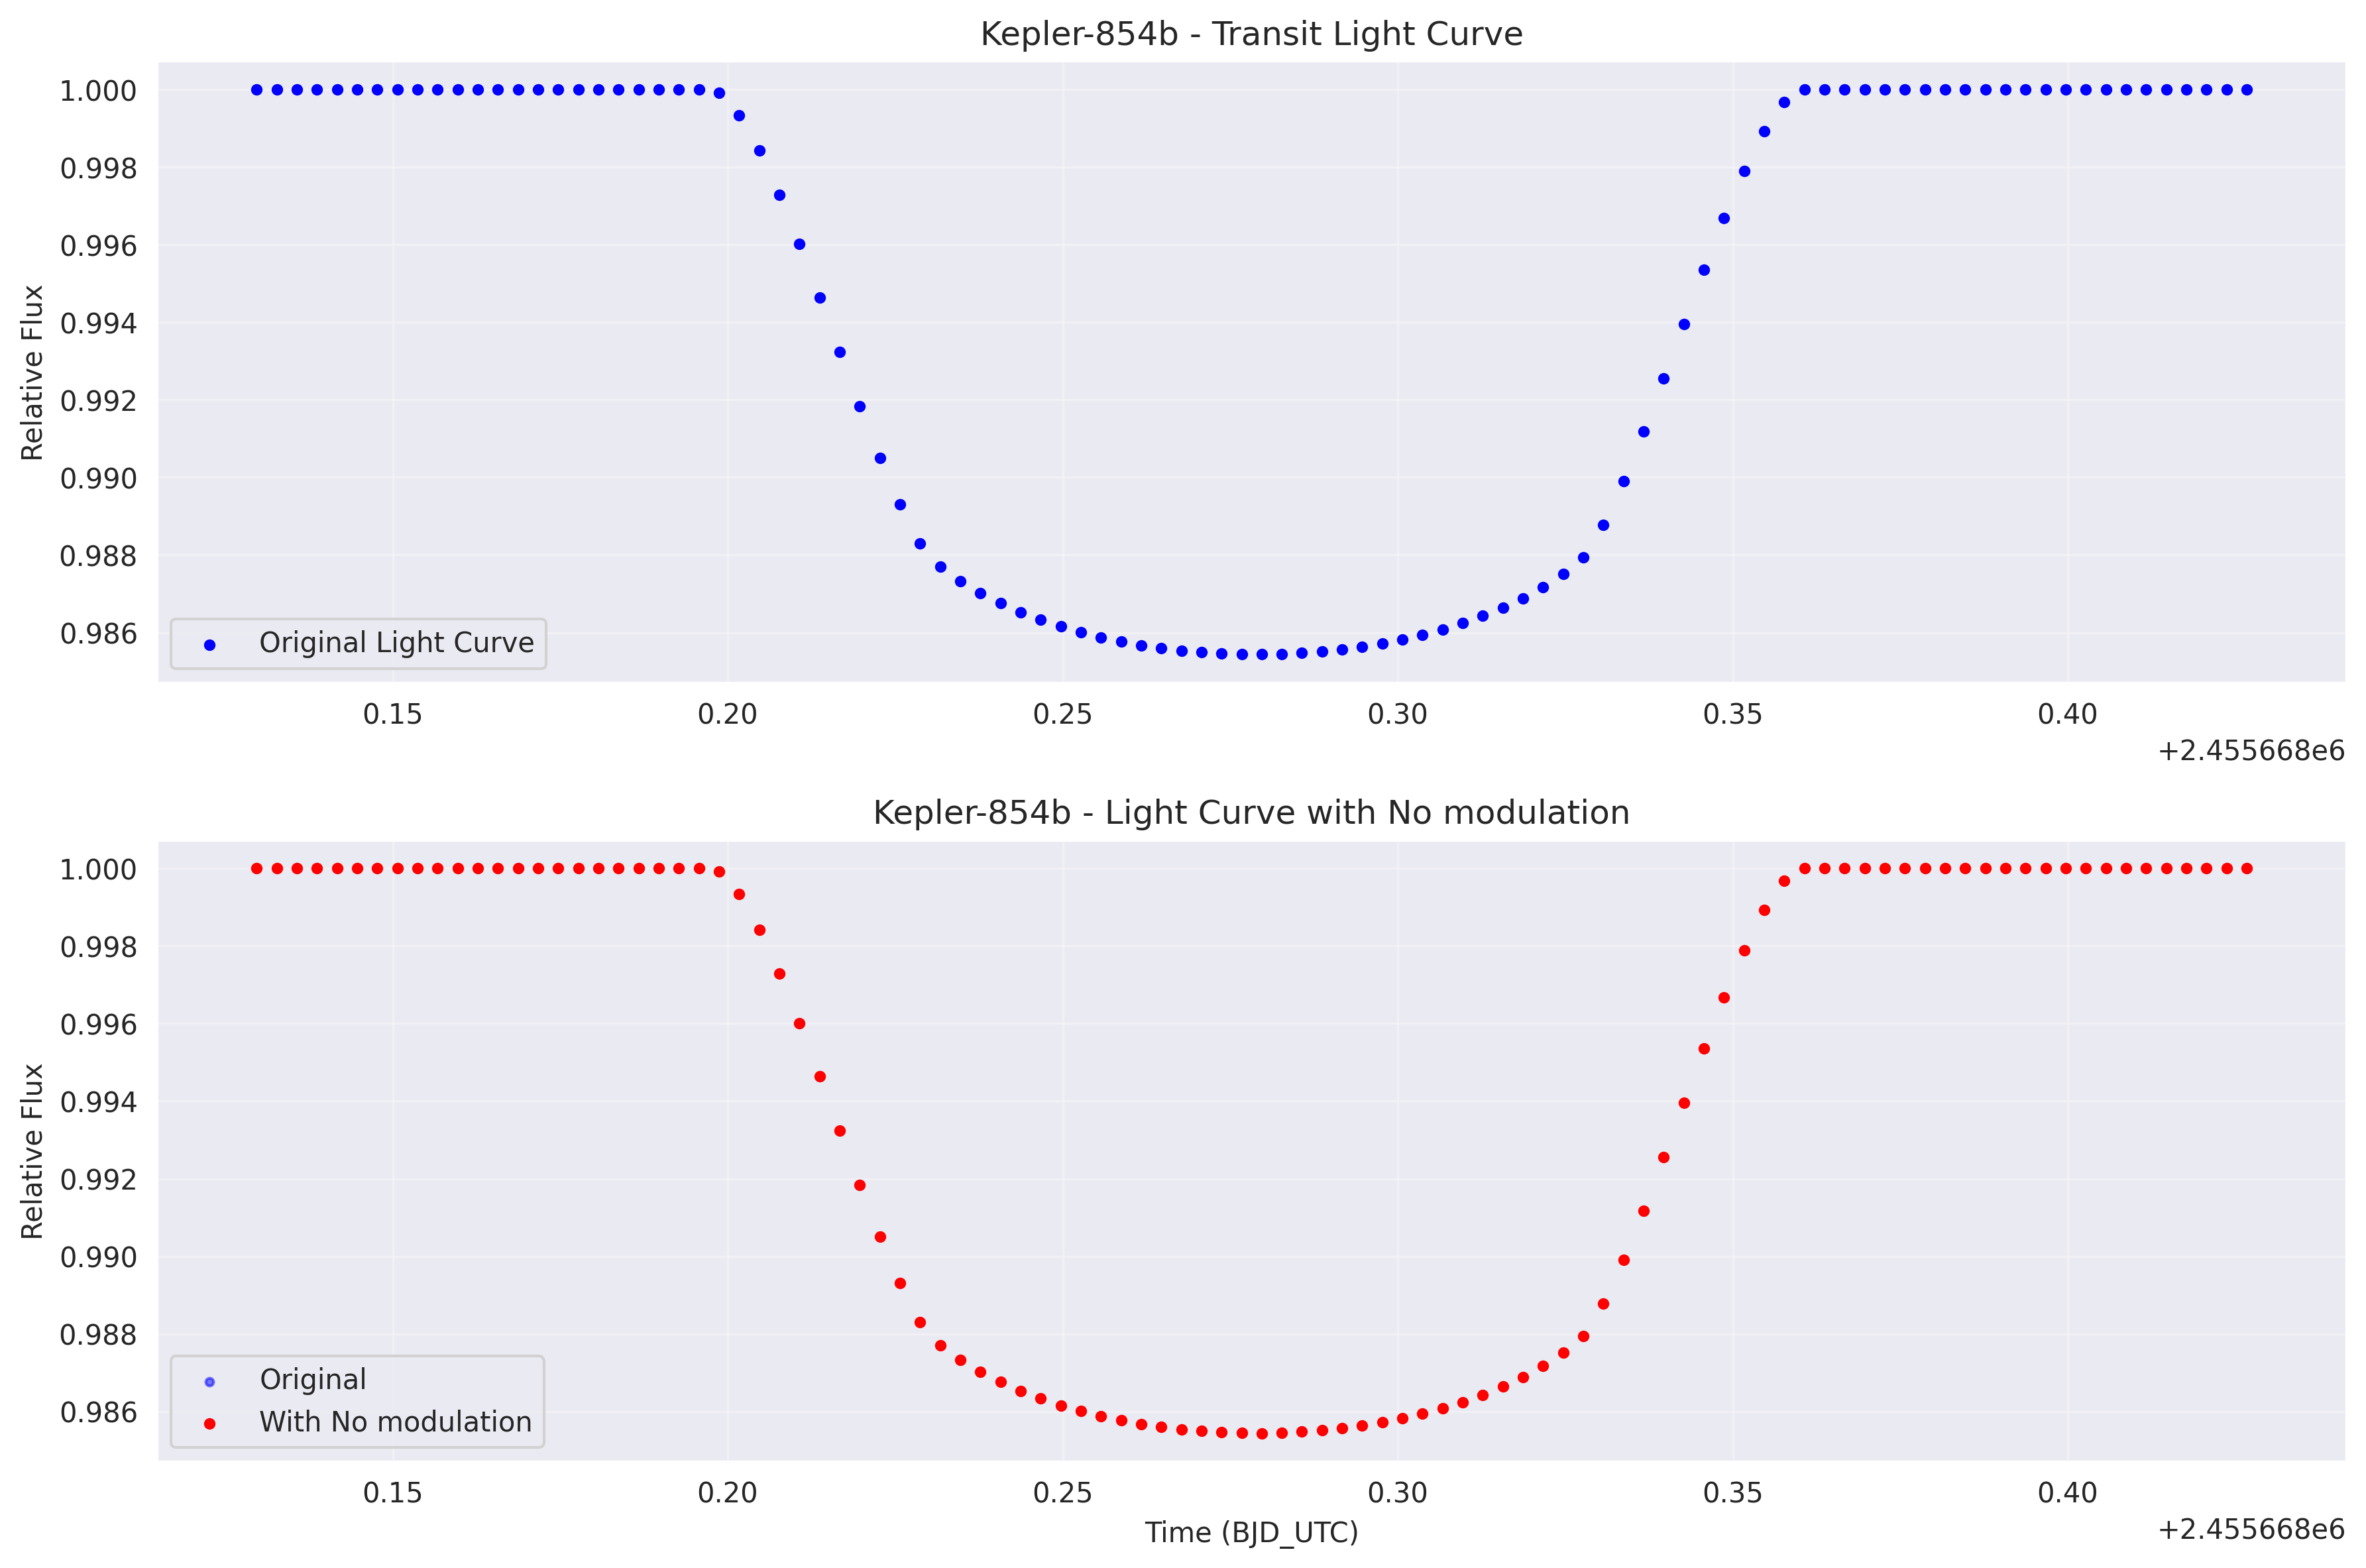 Kepler-854b - Transit Light Curve
Relative Flux
1.000
0.998
0.996
0.994
0.992
0.990
0.988
0.986
Original Light Curve
0.15 0.20 0.25 0.30 0.35 0.40
+2.455668e6
Kepler-854b - Light Curve with No modulation
Relative Flux
1.000
0.998
0.996
0.994
0.992
0.990
0.988
0.986
Original
With No modulation
0.15 0.20 0.25 0.30 0.35 0.40
Time (BJD_UTC)
+2.455668e6